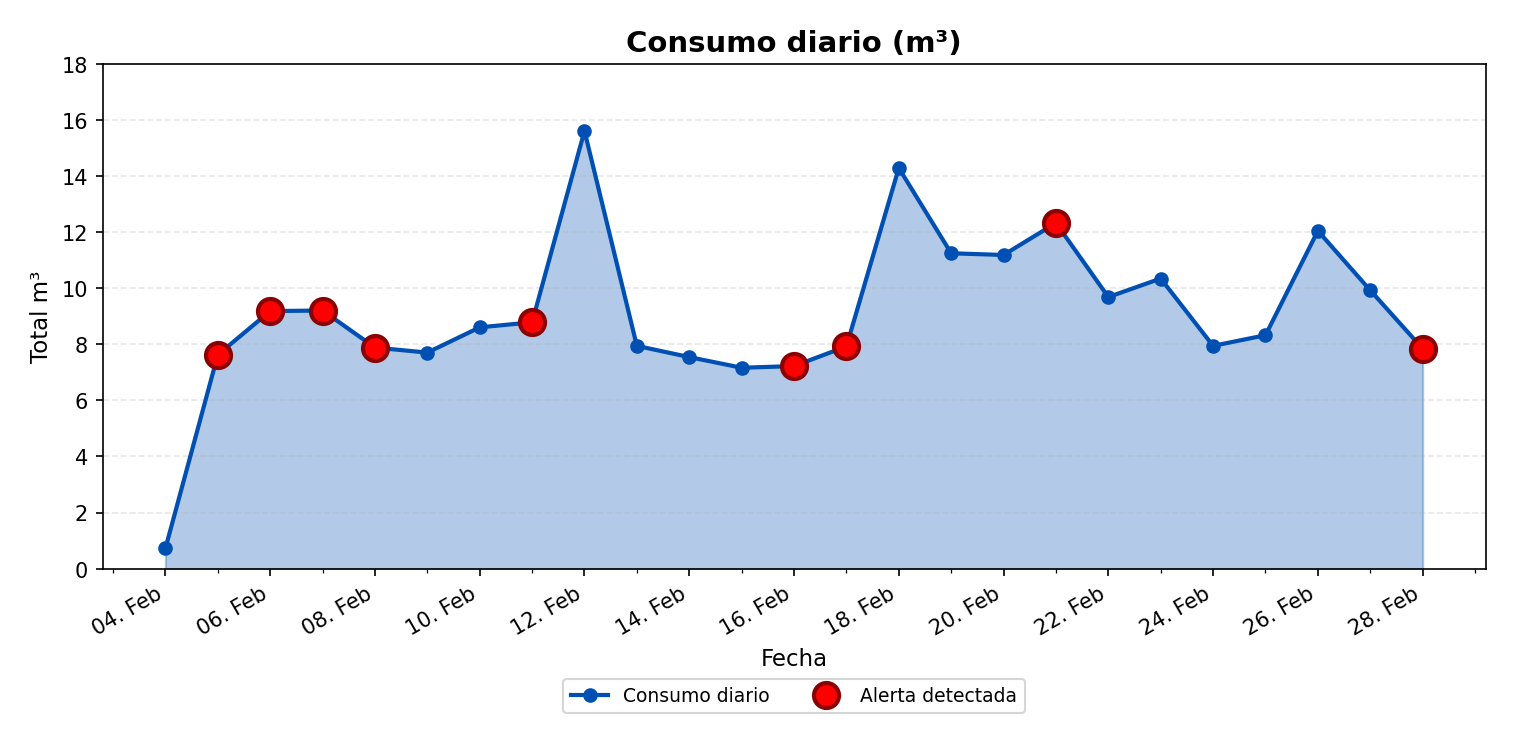 Consumo diario (m³)
18
16
14
12
10
8
6
4
2
0
Total m³
04. Feb
06. Feb
08. Feb
10. Feb
12. Feb
14. Feb
16. Feb
18. Feb
20. Feb
22. Feb
24. Feb
26. Feb
28. Feb
Fecha
Consumo diario
Alerta detectada